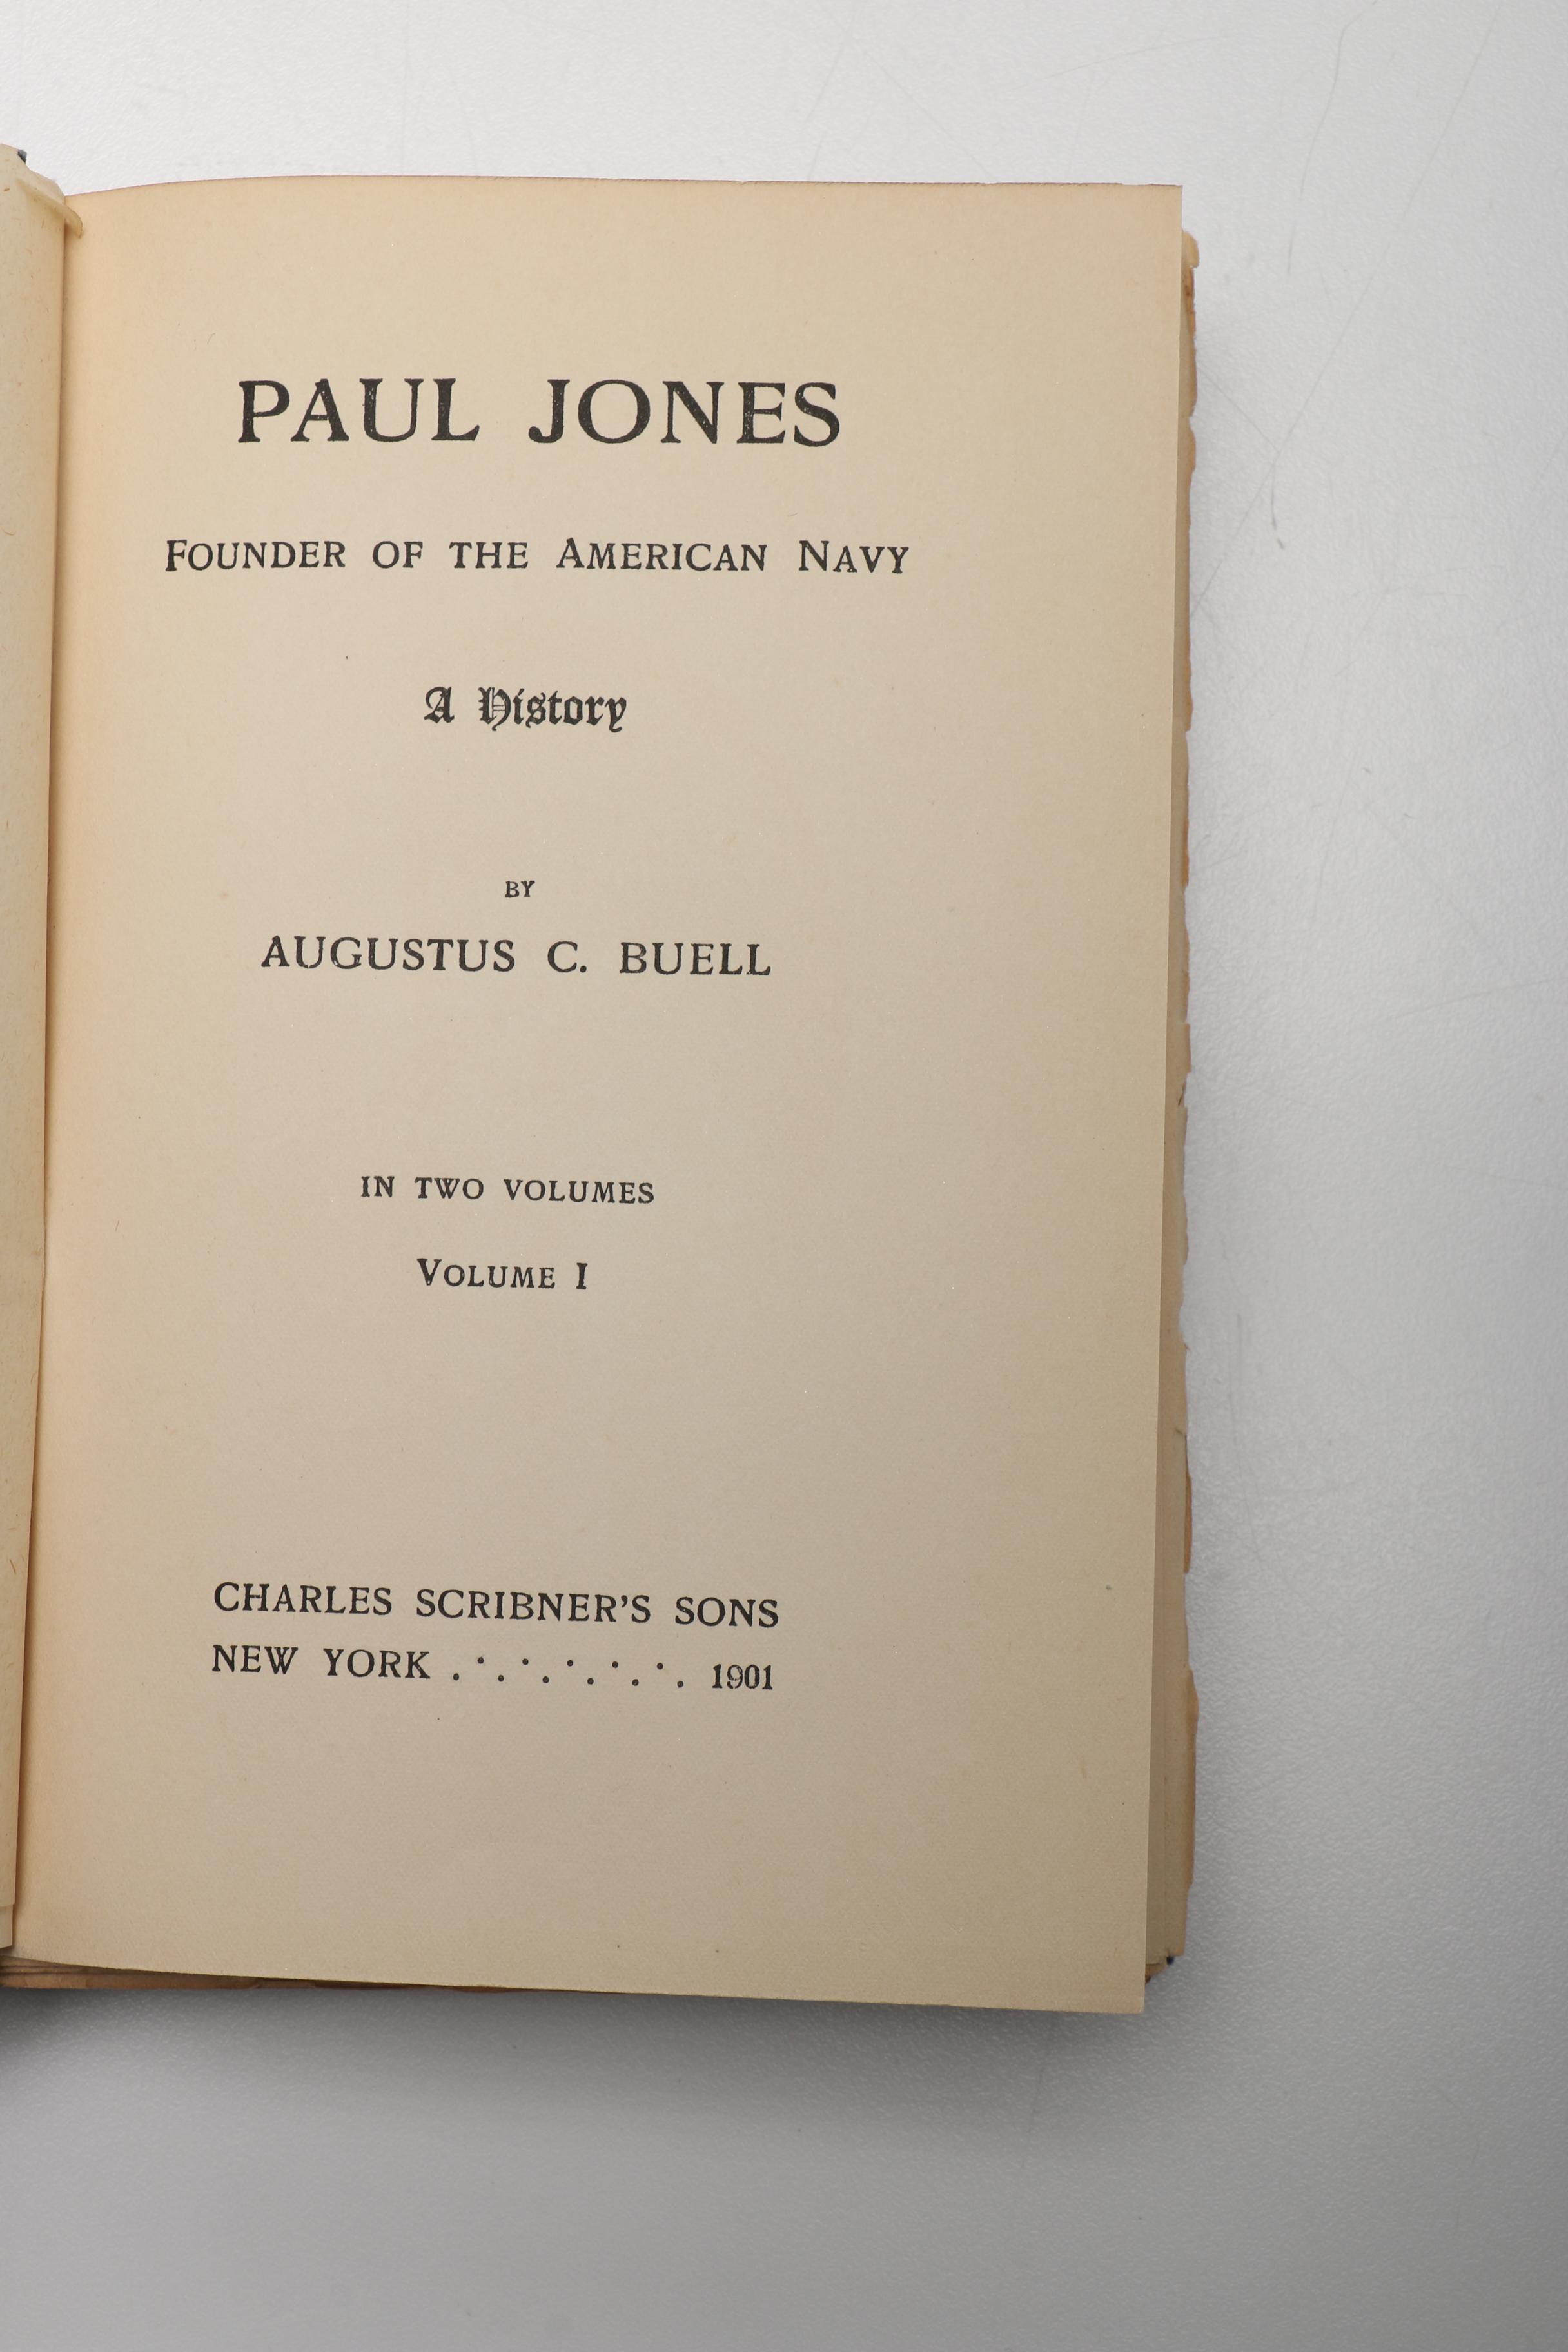 PAUL JONES
FOUNDER OF THE AMERICAN NAVY
A History
BY
AUGUSTUS C. BUELL
IN TWO VOLUMES
VOLUME I
CHARLES SCRIBNER'S SONS
NEW YORK . · . · . · . · . · . 1901